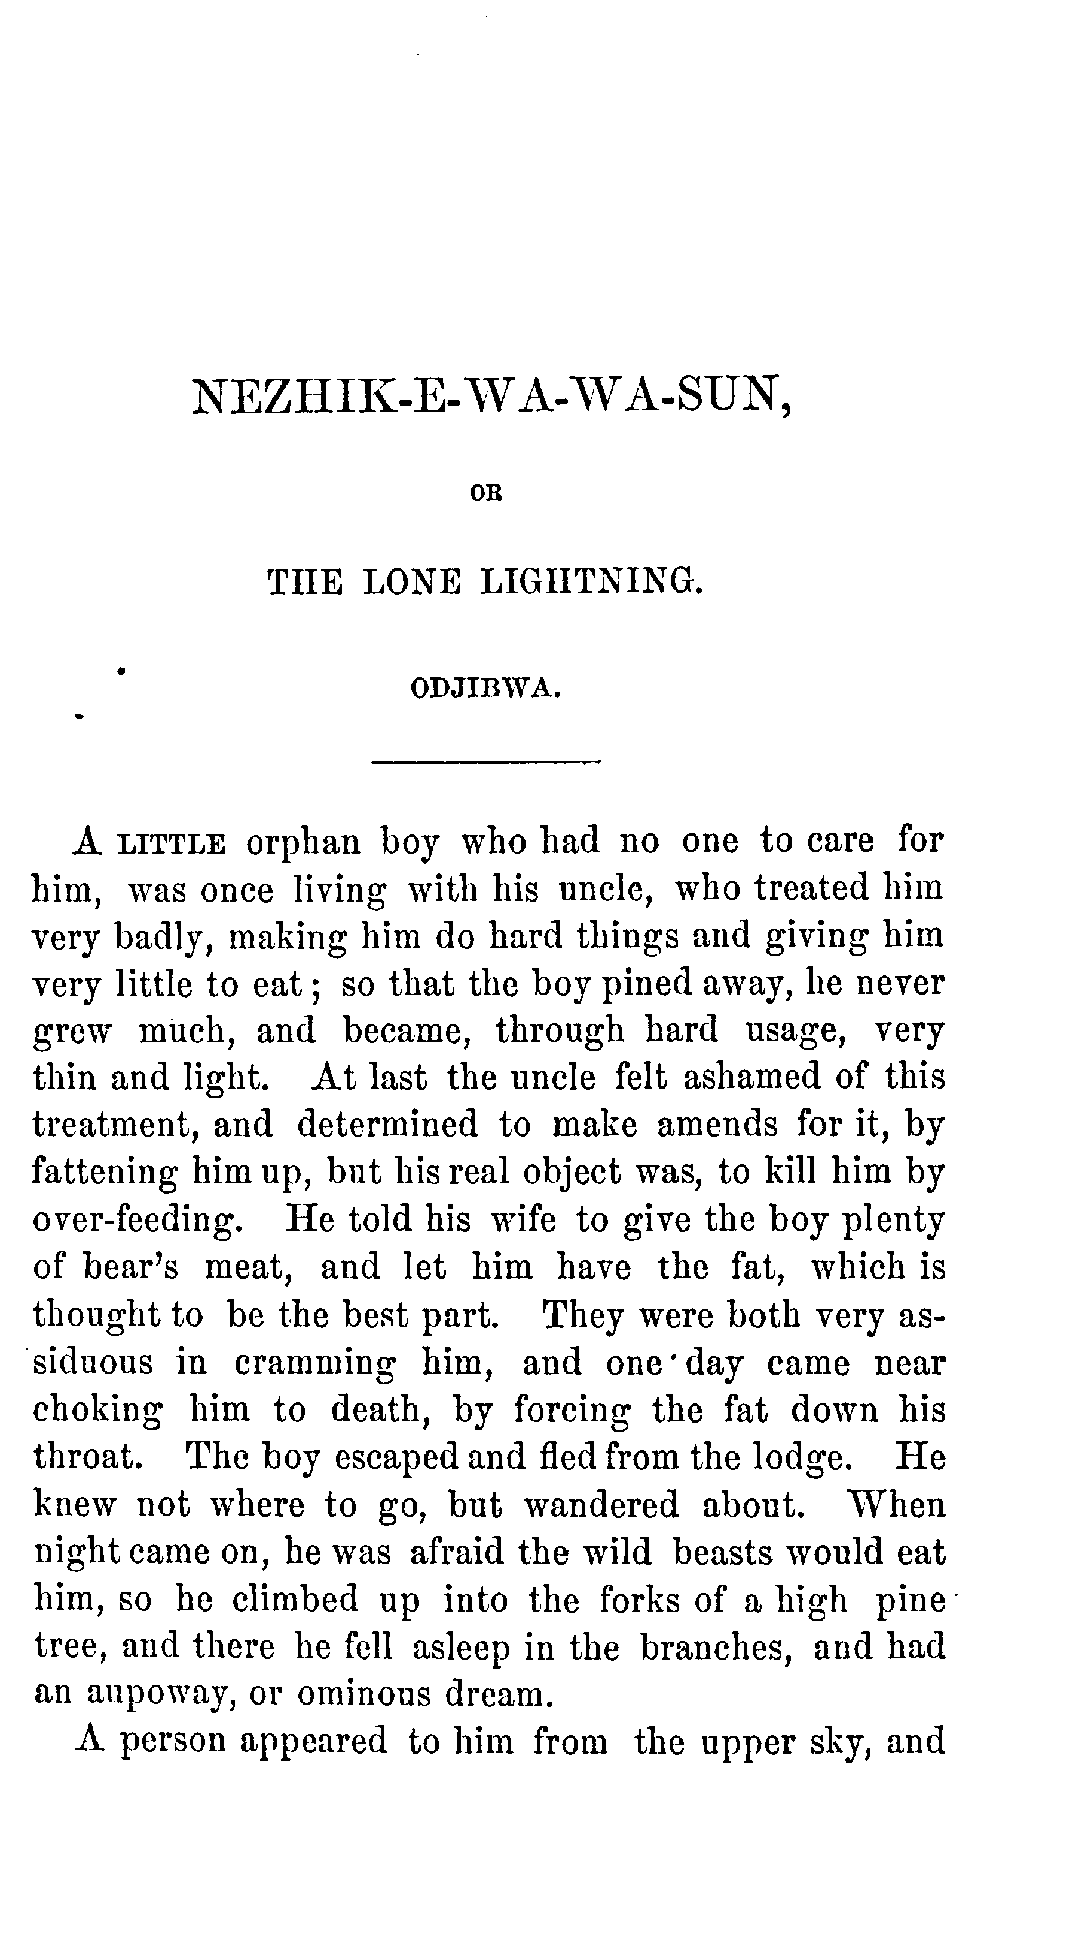 NEZHIK-E-WA-WA-SUN,
OR
THE LONE LIGHTNING.
ODJIBWA.
A LITTLE orphan boy who had no one to care for
him, was once living with his uncle, who treated him
very badly, making him do hard things and giving him
very little to eat; so that the boy pined away, he never
grew much, and became, through hard usage, very
thin and light. At last the uncle felt ashamed of this
treatment, and determined to make amends for it, by
fattening him up, but his real object was, to kill him by
over-feeding. He told his wife to give the boy plenty
of bear's meat, and let him have the fat, which is
thought to be the best part. They were both very as-
siduous in cramming him, and one day came near
choking him to death, by forcing the fat down his
throat. The boy escaped and fled from the lodge. He
knew not where to go, but wandered about. When
night came on, he was afraid the wild beasts would eat
him, so he climbed up into the forks of a high pine
tree, and there he fell asleep in the branches, and had
an aupoway, or ominous dream.
A person appeared to him from the upper sky, and